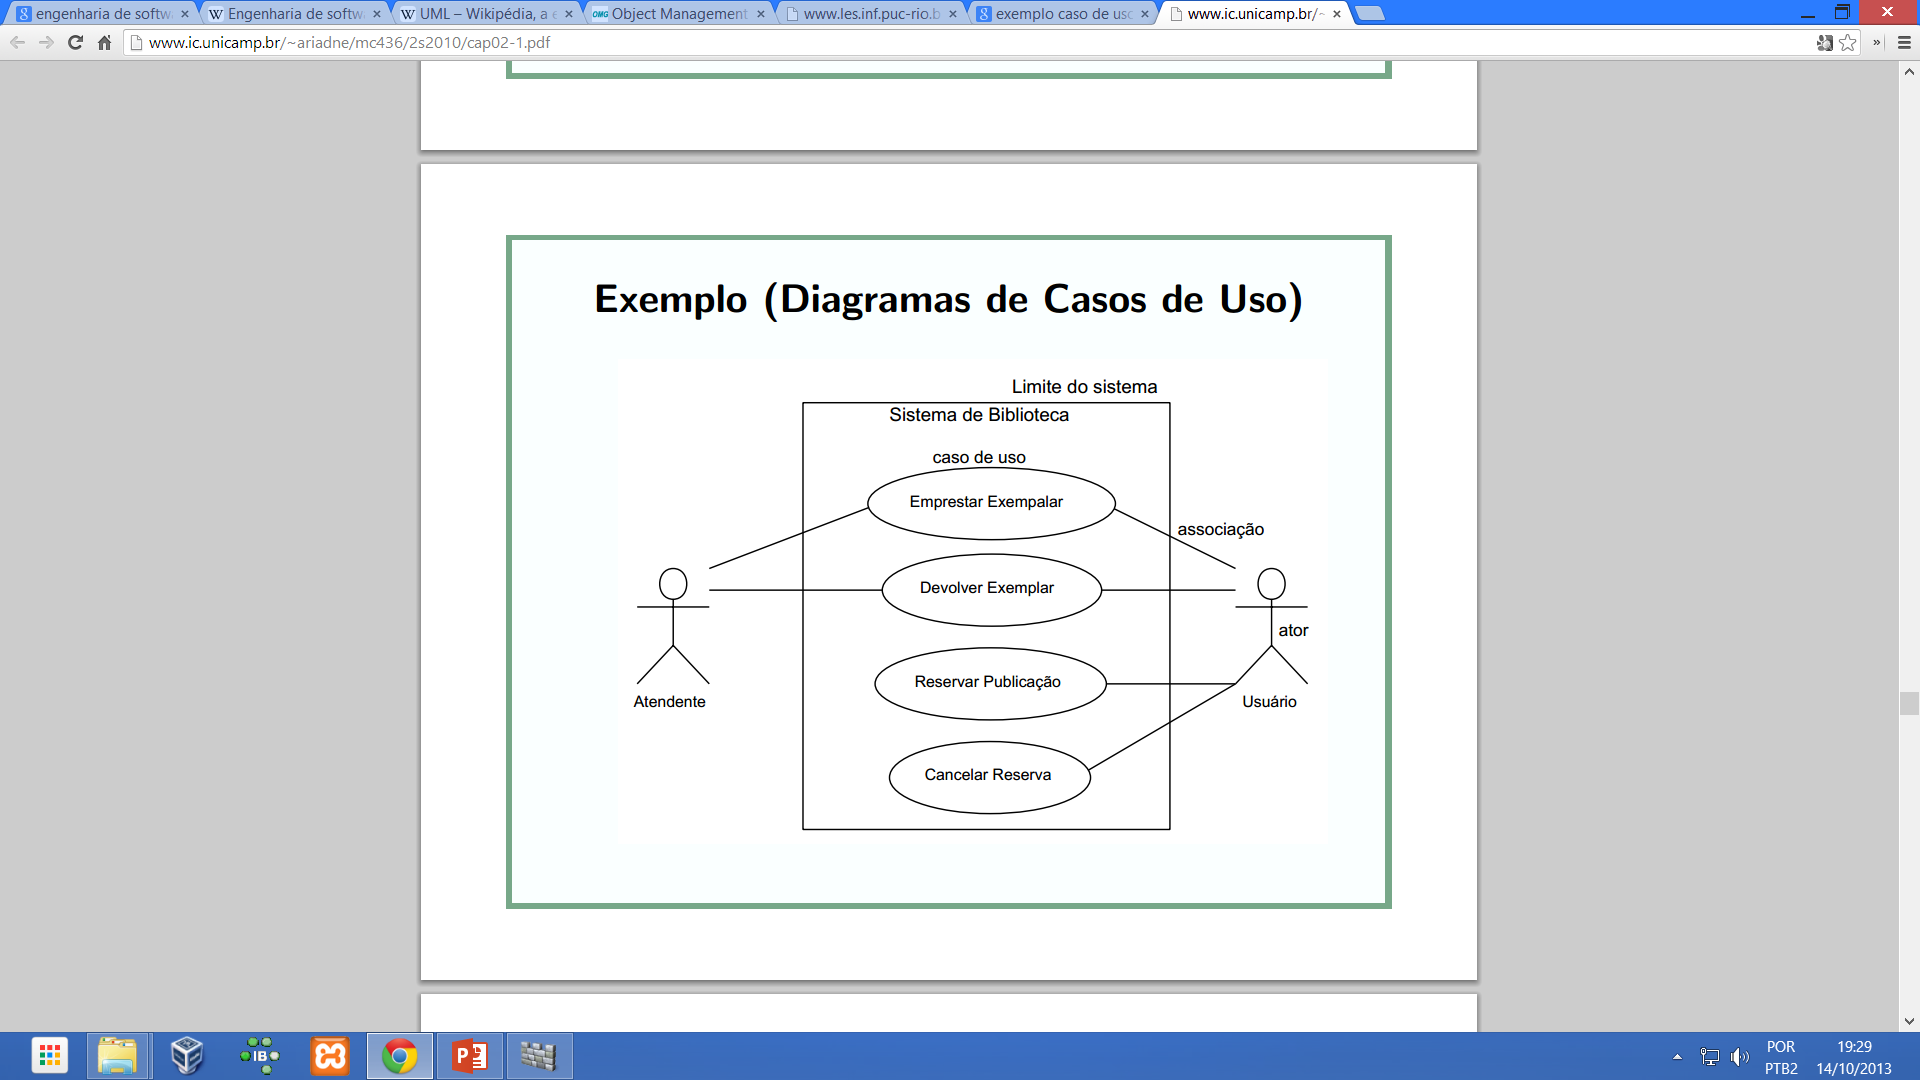 engenharia de softw
Engenharia de softw
UML – Wikipédia, a e
OMG Object Management
www.les.inf.puc-rio.b
exemplo caso de uso
www.ic.unicamp.br/~
www.ic.unicamp.br/~ariadne/mc436/2s2010/cap02-1.pdf
Exemplo (Diagramas de Casos de Uso)
Limite do sistema
Sistema de Biblioteca
caso de uso
Emprestar Exempalar
associação
Devolver Exemplar
ator
Reservar Publicação
Atendente
Usuário
Cancelar Reserva
IB
POR
19:29
PTB2
14/10/2013